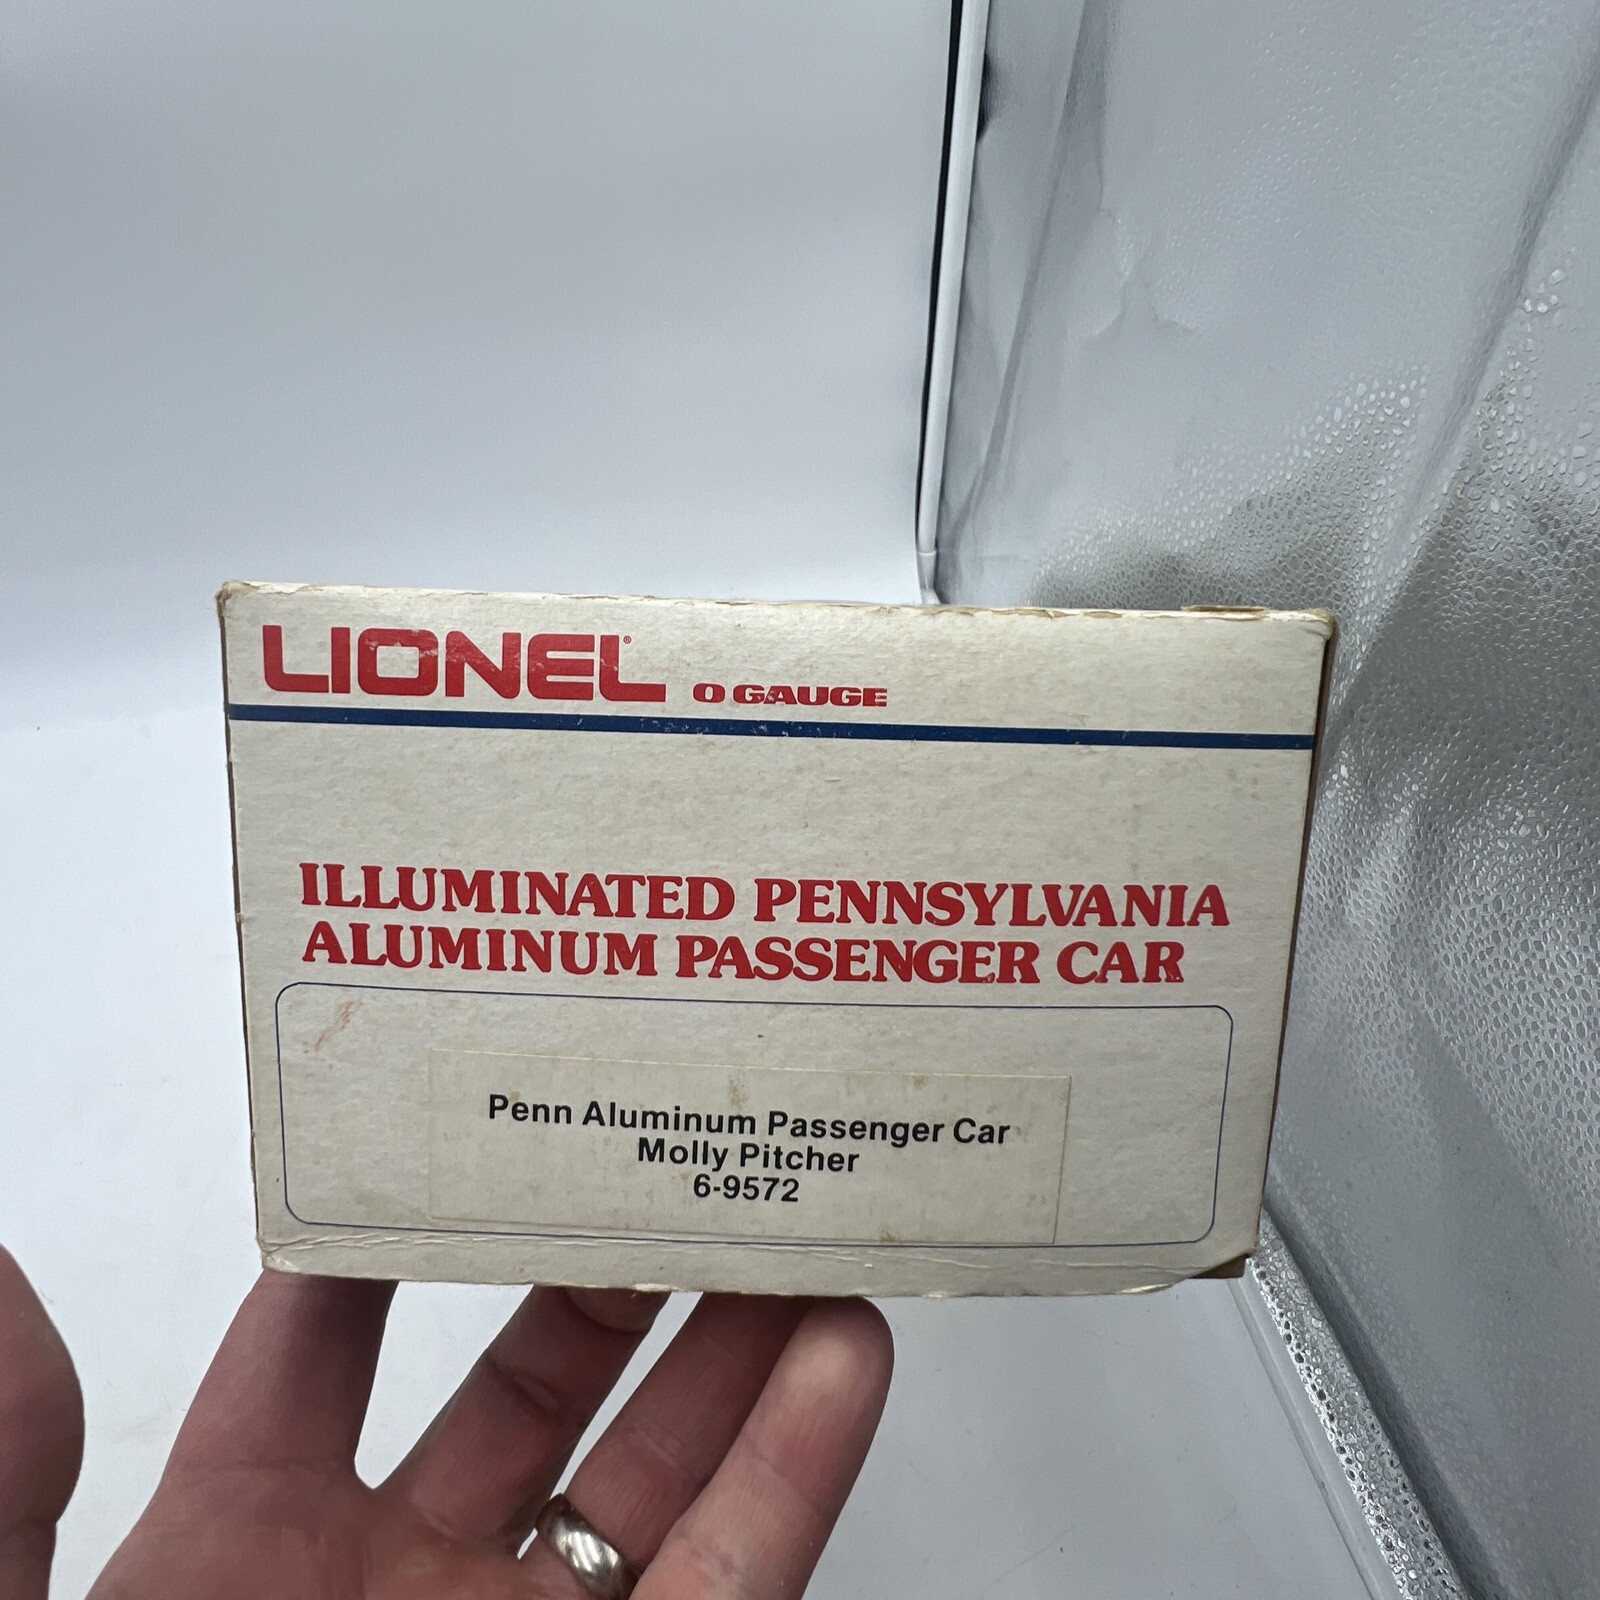 LIONEL® O GAUGE
ILLUMINATED PENNSYLVANIA
ALUMINUM PASSENGER CAR
Penn Aluminum Passenger Car
Molly Pitcher
6-9572